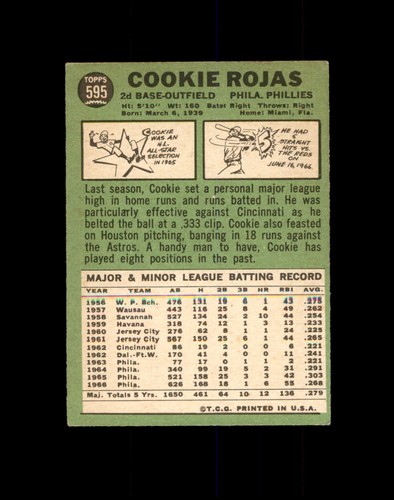 TOPPS
595
COOKIE ROJAS
2d BASE-OUTFIELD PHILA. PHILLIES
Ht: 5'10" Wt: 160 Bats: Right Throws: Right
Born: March 6, 1939 Home: Miami, Fla.
COOKIE
WAS AN
N.L.
ALL-STAR
SELECTION
IN 1965
HE HAD
STRAIGHT
HITS VS.
THE REDS
ON
JUNE 16, 1966
Last season, Cookie set a personal major league
high in home runs and runs batted in. He was
particularly effective against Cincinnati as
he belted the ball at a .333 clip. Cookie also feasted
on Houston pitching, banging in 18 runs against
the Astros. A handy man to have, Cookie has
played eight positions in the past.
MAJOR & MINOR LEAGUE BATTING RECORD
YEAR TEAM AB H 2B 3B HR RBI AVG.
1956 W. P. Bch. 476 131 19 6 1 43 .275
1957 Wausau 443 116 25 8 4 49 .262
1958 Savannah 527 134 24 2 10 44 .254
1959 Havana 318 74 12 1 3 13 .233
1960 Jersey City 276 62 8 1 1 24 .225
1961 Jersey City 567 150 25 6 1 44 .265
1962 Cincinnati 86 19 2 0 0 6 .221
1962 Dal.-Ft.W. 170 41 4 0 0 11 .241
1963 Phila. 77 17 0 1 1 2 .221
1964 Phila. 340 99 19 5 2 31 .291
1965 Phila. 521 158 25 3 3 42 .303
1966 Phila. 626 168 18 1 6 55 .268
Maj. Totals 5 Yrs. 1650 461 64 10 12 136 .279
©T.C.G. PRINTED IN U.S.A.